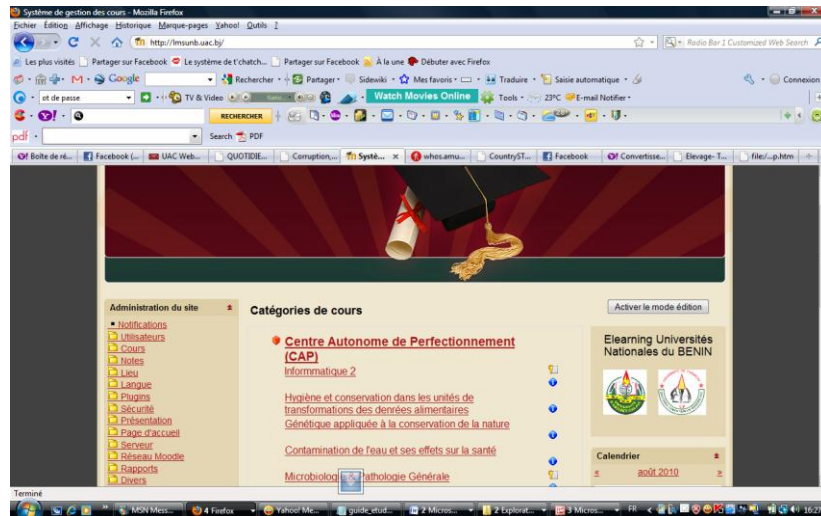 Système de gestion des cours - Mozilla Firefox
Fichier Édition Affichage Historique Marque-pages Yahoo! Outils ?
http://lmsunb.uac.bj/
Radio Bar 1 Customized Web Search
Les plus visités Partager sur Facebook Le système de t'chatch... Partager sur Facebook À la une Débuter avec Firefox
Google Rechercher Partager Sidewiki Mes favoris Traduire Saisie automatique Connexion
ot de passe TV & Video Watch Movies Online Tools 23°C E-mail Notifier
RECHERCHER
pdf Search PDF
Boîte de ré... Facebook (... UAC Web... QUOTIDIE... Corruption,... Systè... whos.amu... CountryST... Facebook Convertisse... Elevage- T... file:/...p.htm
Administration du site
Notifications
Utilisateurs
Cours
Notes
Lieu
Langue
Plugins
Sécurité
Présentation
Page d'accueil
Serveur
Réseau Moodle
Rapports
Divers
Catégories de cours
Activer le mode édition
Centre Autonome de Perfectionnement
(CAP)
Informmatique 2
Hygiène et conservation dans les unités de
transformations des denrées alimentaires
Génétique appliquée à la conservation de la nature
Contamination de l'eau et ses effets sur la santé
Microbiologie Pathologie Générale
Elearning Universités
Nationales du BENIN
Calendrier
août 2010
Terminé
MSN Mess... 4 Firefox Yahoo! Me... guide_etud... 2 Micros... 2 Explorat... 3 Micros... FR 16:27